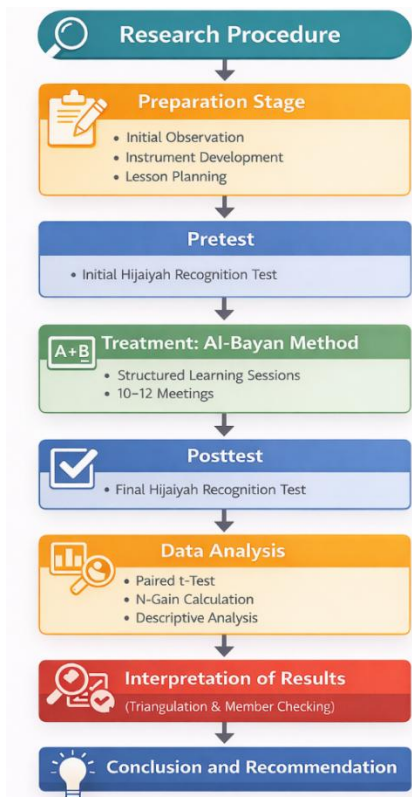 Research Procedure
Preparation Stage
• Initial Observation
• Instrument Development
• Lesson Planning
Pretest
• Initial Hijaiyah Recognition Test
A+B
Treatment: Al-Bayan Method
• Structured Learning Sessions
• 10–12 Meetings
Posttest
• Final Hijaiyah Recognition Test
Data Analysis
• Paired t-Test
• N-Gain Calculation
• Descriptive Analysis
Interpretation of Results
(Triangulation & Member Checking)
Conclusion and Recommendation